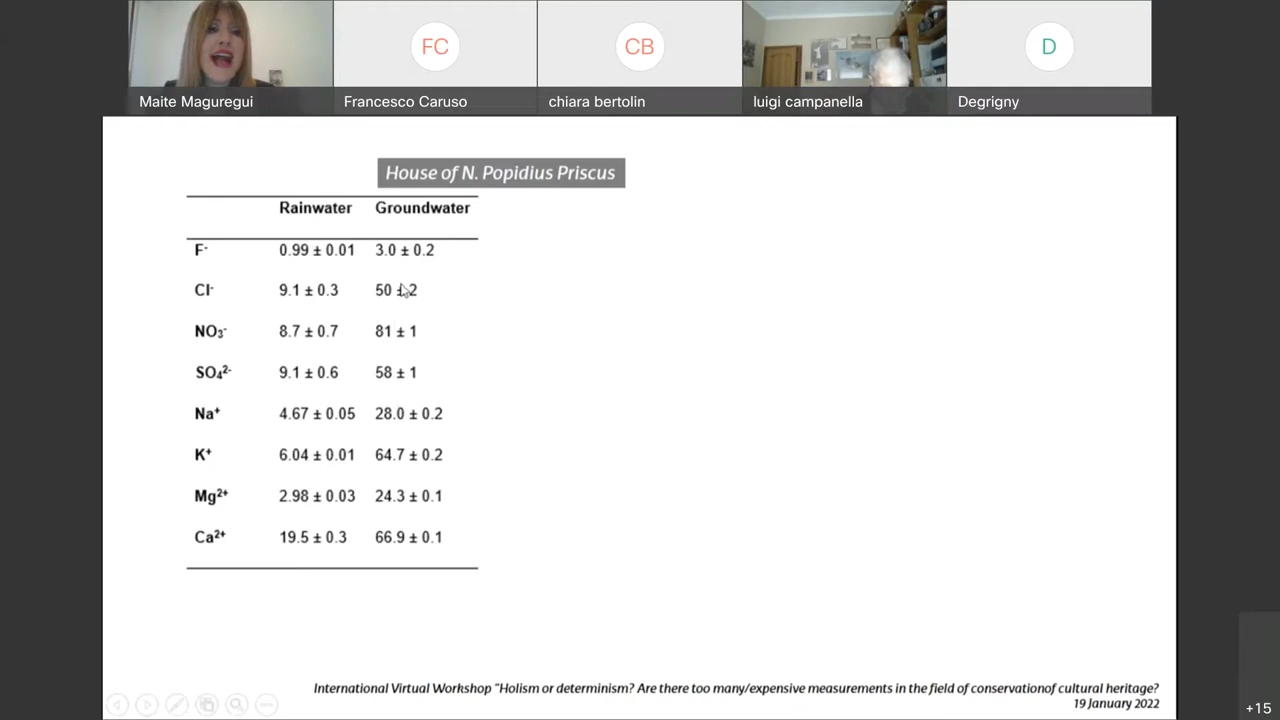 FC
CB
D
Maite Maguregui
Francesco Caruso
chiara bertolin
luigi campanella
Degrigny
House of N. Popidius Priscus
Rainwater Groundwater
F⁻ 0.99 ± 0.01 3.0 ± 0.2
Cl⁻ 9.1 ± 0.3 50 ± 2
NO₃⁻ 8.7 ± 0.7 81 ± 1
SO₄²⁻ 9.1 ± 0.6 58 ± 1
Na⁺ 4.67 ± 0.05 28.0 ± 0.2
K⁺ 6.04 ± 0.01 64.7 ± 0.2
Mg²⁺ 2.98 ± 0.03 24.3 ± 0.1
Ca²⁺ 19.5 ± 0.3 66.9 ± 0.1
International Virtual Workshop "Holism or determinism? Are there too many/expensive measurements in the field of conservationof cultural heritage?
19 January 2022
+15